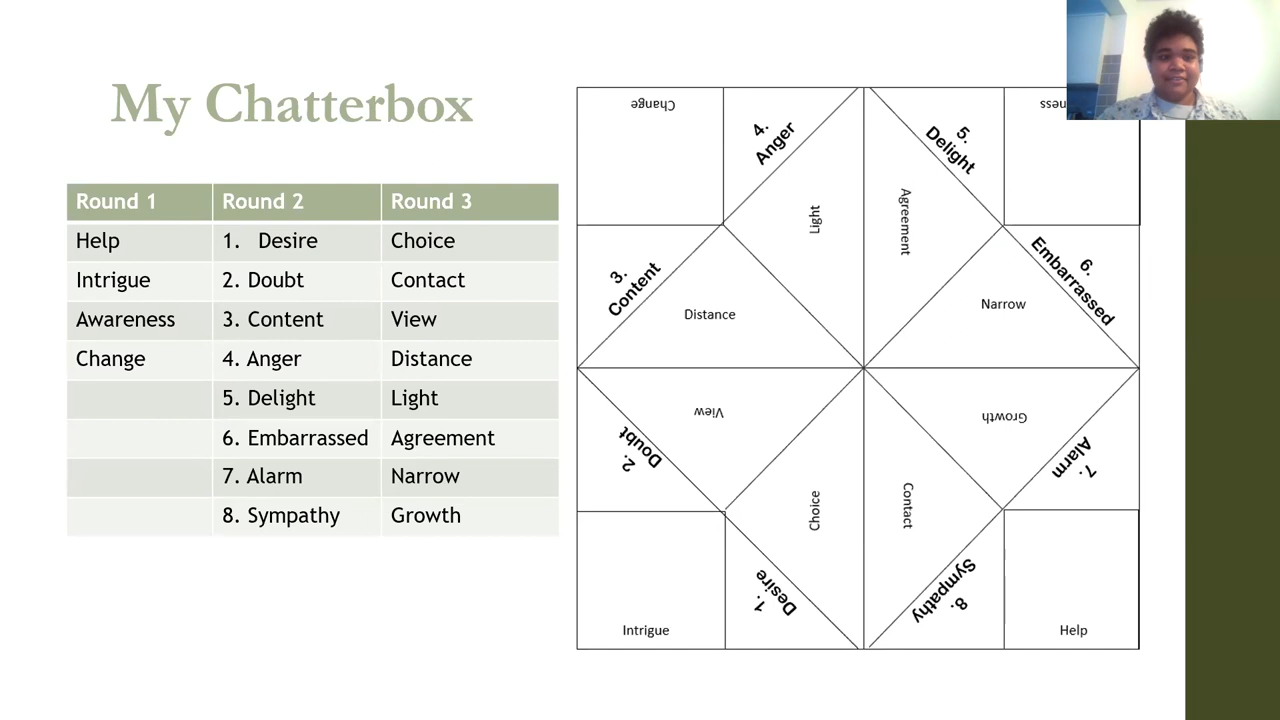 My Chatterbox
Round 1 Round 2 Round 3
Help 1. Desire Choice
Intrigue 2. Doubt Contact
Awareness 3. Content View
Change 4. Anger Distance
5. Delight Light
6. Embarrassed Agreement
7. Alarm Narrow
8. Sympathy Growth
Change
4.
Anger
5.
Delight
ness
Light
Agreement
3.
Content
6.
Embarrassed
Distance
Narrow
View
Growth
2.
Doubt
7.
Alarm
Choice
Contact
1.
Desire
8.
Sympathy
Intrigue
Help